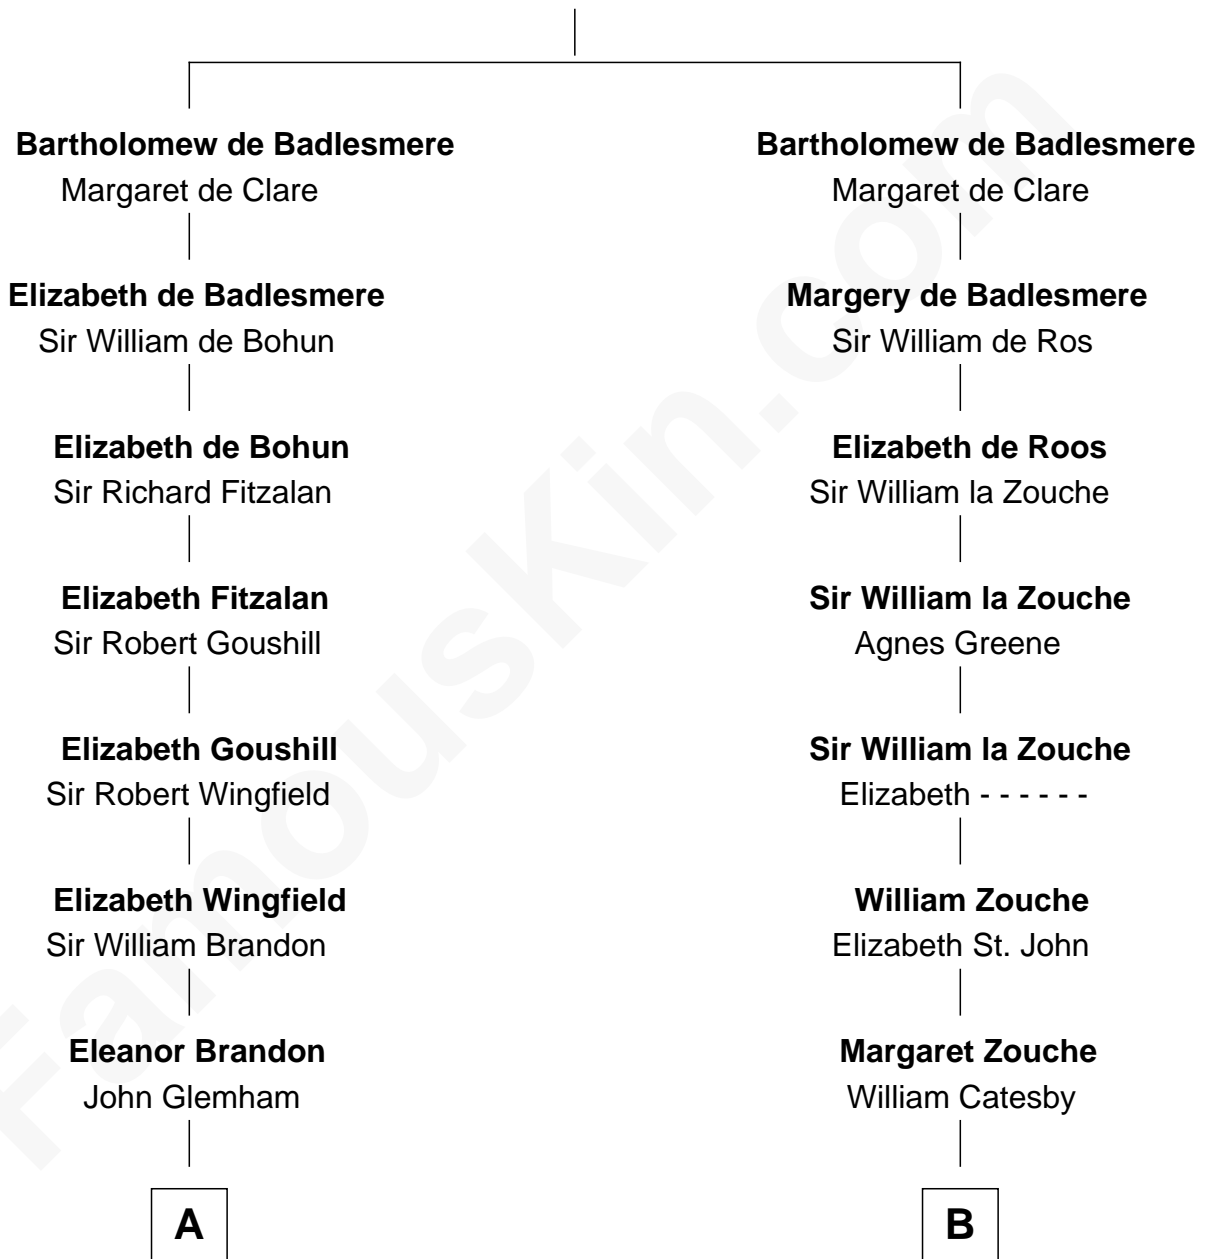 Bartholomew de Badlesmere
Margaret de Clare
Elizabeth de Badlesmere
Sir William de Bohun
Elizabeth de Bohun
Sir Richard Fitzalan
Elizabeth Fitzalan
Sir Robert Goushill
Elizabeth Goushill
Sir Robert Wingfield
Elizabeth Wingfield
Sir William Brandon
Eleanor Brandon
John Glemham
A
Bartholomew de Badlesmere
Margaret de Clare
Margery de Badlesmere
Sir William de Ros
Elizabeth de Roos
Sir William la Zouche
Sir William la Zouche
Agnes Greene
Sir William la Zouche
Elizabeth - - - - - -
William Zouche
Elizabeth St. John
Margaret Zouche
William Catesby
B
FamousKin.com